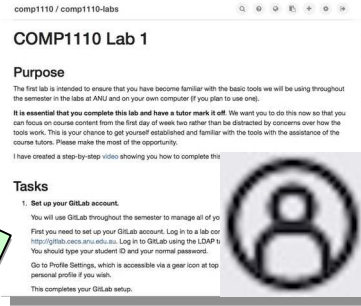 comp1110 / comp1110-labs
COMP1110 Lab 1
Purpose
The first lab is intended to ensure that you have become familiar with the basic tools we will be using throughout
the semester in the labs at ANU and on your own computer (if you plan to use one).
It is essential that you complete this lab and have a tutor mark it off. We want you to do this now so that you
can focus on course content from the first day of week two rather than be distracted by concerns over how the
tools work. This is your chance to get yourself established and familiar with the tools with the assistance of the
course tutors. Please make the most of the opportunity.
I have created a step-by-step video showing you how to complete this
Tasks
1. Set up your GitLab account.
You will use GitLab throughout the semester to manage all of yo
First you need to set up your GitLab account. Log in to a lab cor
http://gitlab.cecs.anu.edu.au. Log in to GitLab using the LDAP t
You should type your student ID and your normal password.
Go to Profile Settings, which is accessible via a gear icon at top
personal profile if you wish.
This completes your GitLab setup.